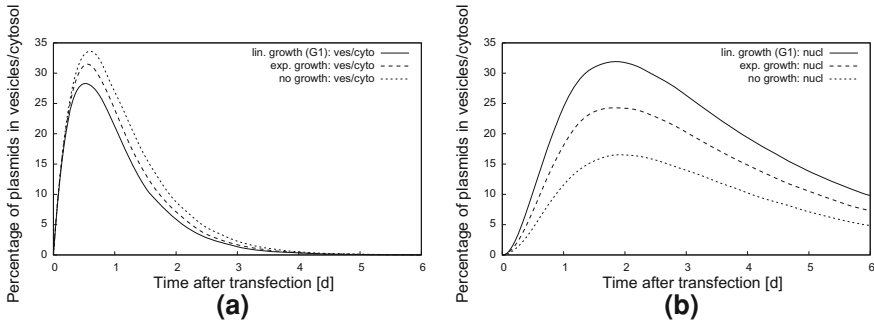 Percentage of plasmids in vesicles/cytosol
35
30
25
20
15
10
5
0
lin. growth (G1): ves/cyto
exp. growth: ves/cyto
no growth: ves/cyto
0 1 2 3 4 5 6
Time after transfection [d]
(a)
Percentage of plasmids in vesicles/cytosol
35
30
25
20
15
10
5
0
lin. growth (G1): nucl
exp. growth: nucl
no growth: nucl
0 1 2 3 4 5 6
Time after transfection [d]
(b)